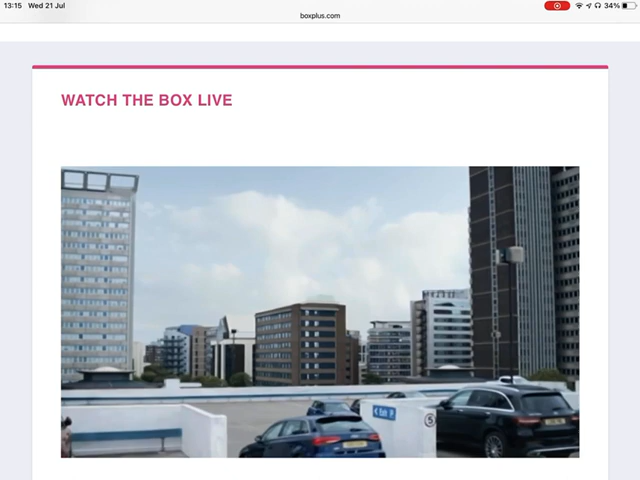 13:15 Wed 21 Jul
34%
boxplus.com
WATCH THE BOX LIVE
Exit P
5